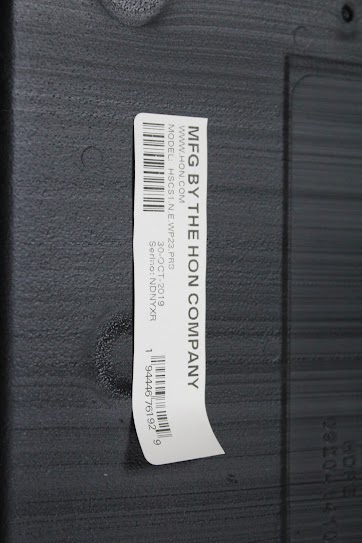 MFG BY THE HON COMPANY
WWW.HON.COM
MODEL: HSCS1.N.E.WP23.PRG
30-OCT-2019
Serial: NDNYXR
1 94446 76192 9